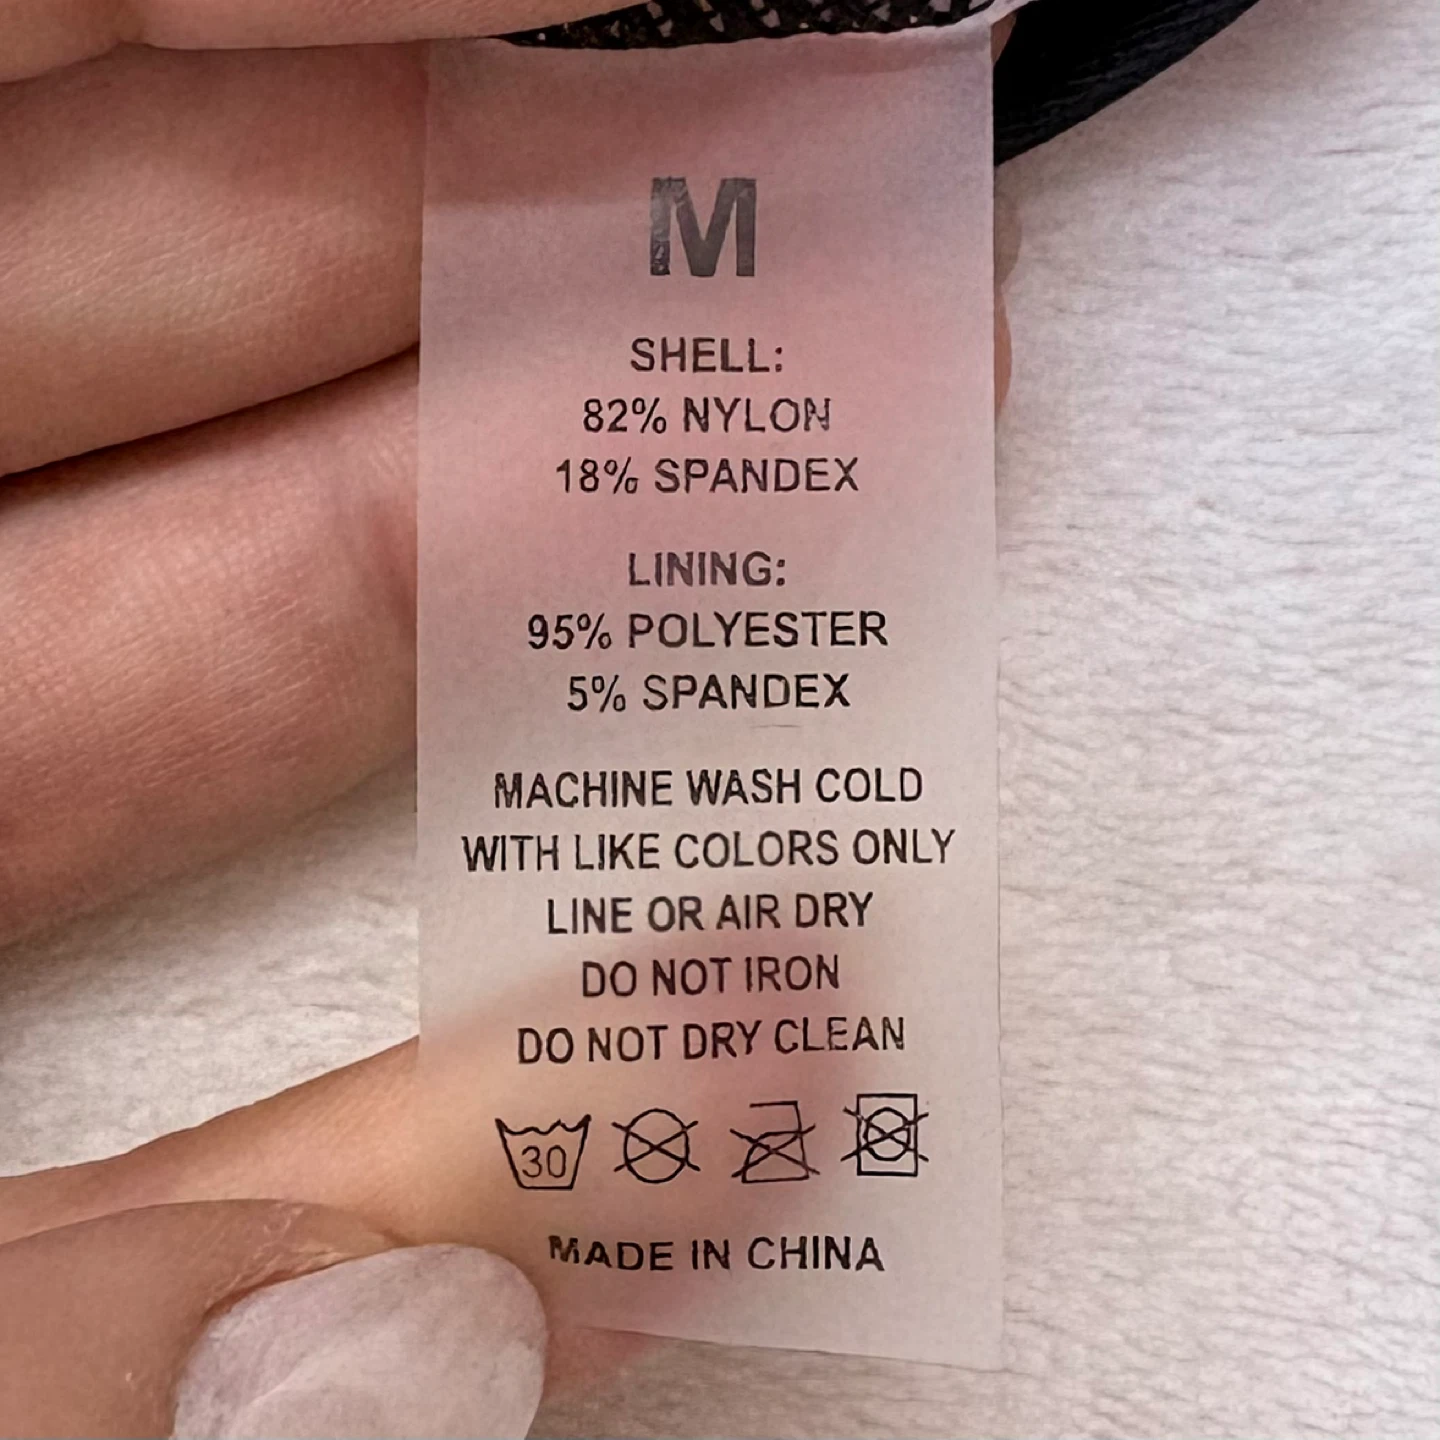 M
SHELL:
82% NYLON
18% SPANDEX
LINING:
95% POLYESTER
5% SPANDEX
MACHINE WASH COLD
WITH LIKE COLORS ONLY
LINE OR AIR DRY
DO NOT IRON
DO NOT DRY CLEAN
30
MADE IN CHINA